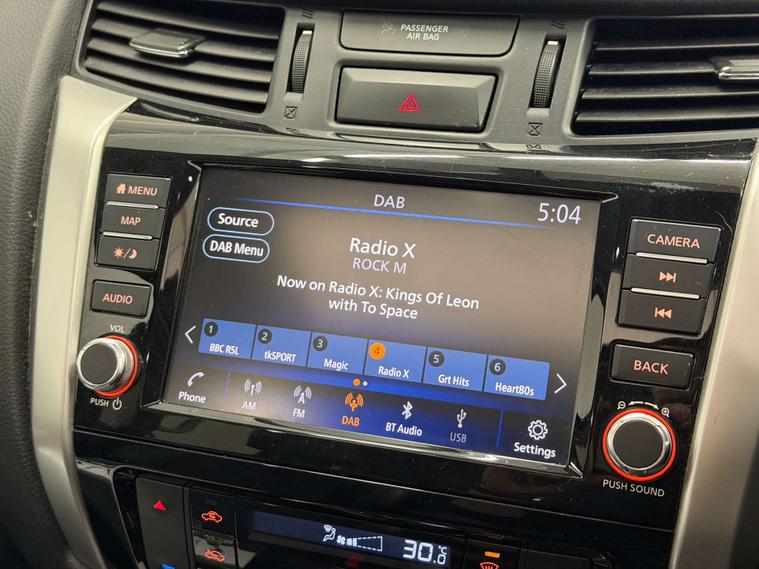 PASSENGER
AIR BAG
MENU
MAP
AUDIO
VOL
PUSH
DAB
5:04
Source
DAB Menu
Radio X
ROCK M
Now on Radio X: Kings Of Leon
with To Space
1
BBC R5L
2
tkSPORT
3
Magic
4
Radio X
5
Grt Hits
6
Heart80s
Phone
AM
FM
DAB
BT Audio
USB
Settings
CAMERA
BACK
PUSH SOUND
30.0
°C